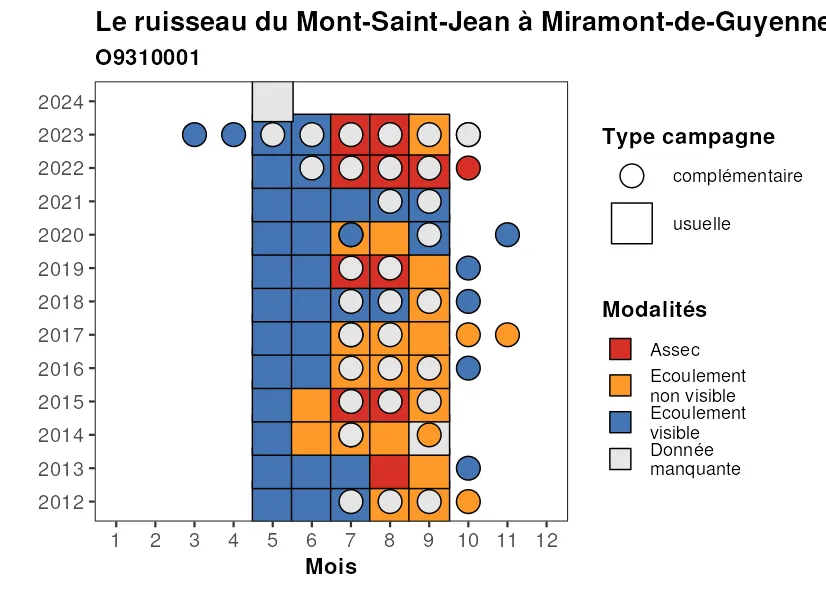 Le ruisseau du Mont-Saint-Jean à Miramont-de-Guyenne
O9310001
2024
2023
2022
2021
2020
2019
2018
2017
2016
2015
2014
2013
2012
1 2 3 4 5 6 7 8 9 10 11 12
Mois
Type campagne
complémentaire
usuelle
Modalités
Assec
Ecoulement
non visible
Ecoulement
visible
Donnée
manquante